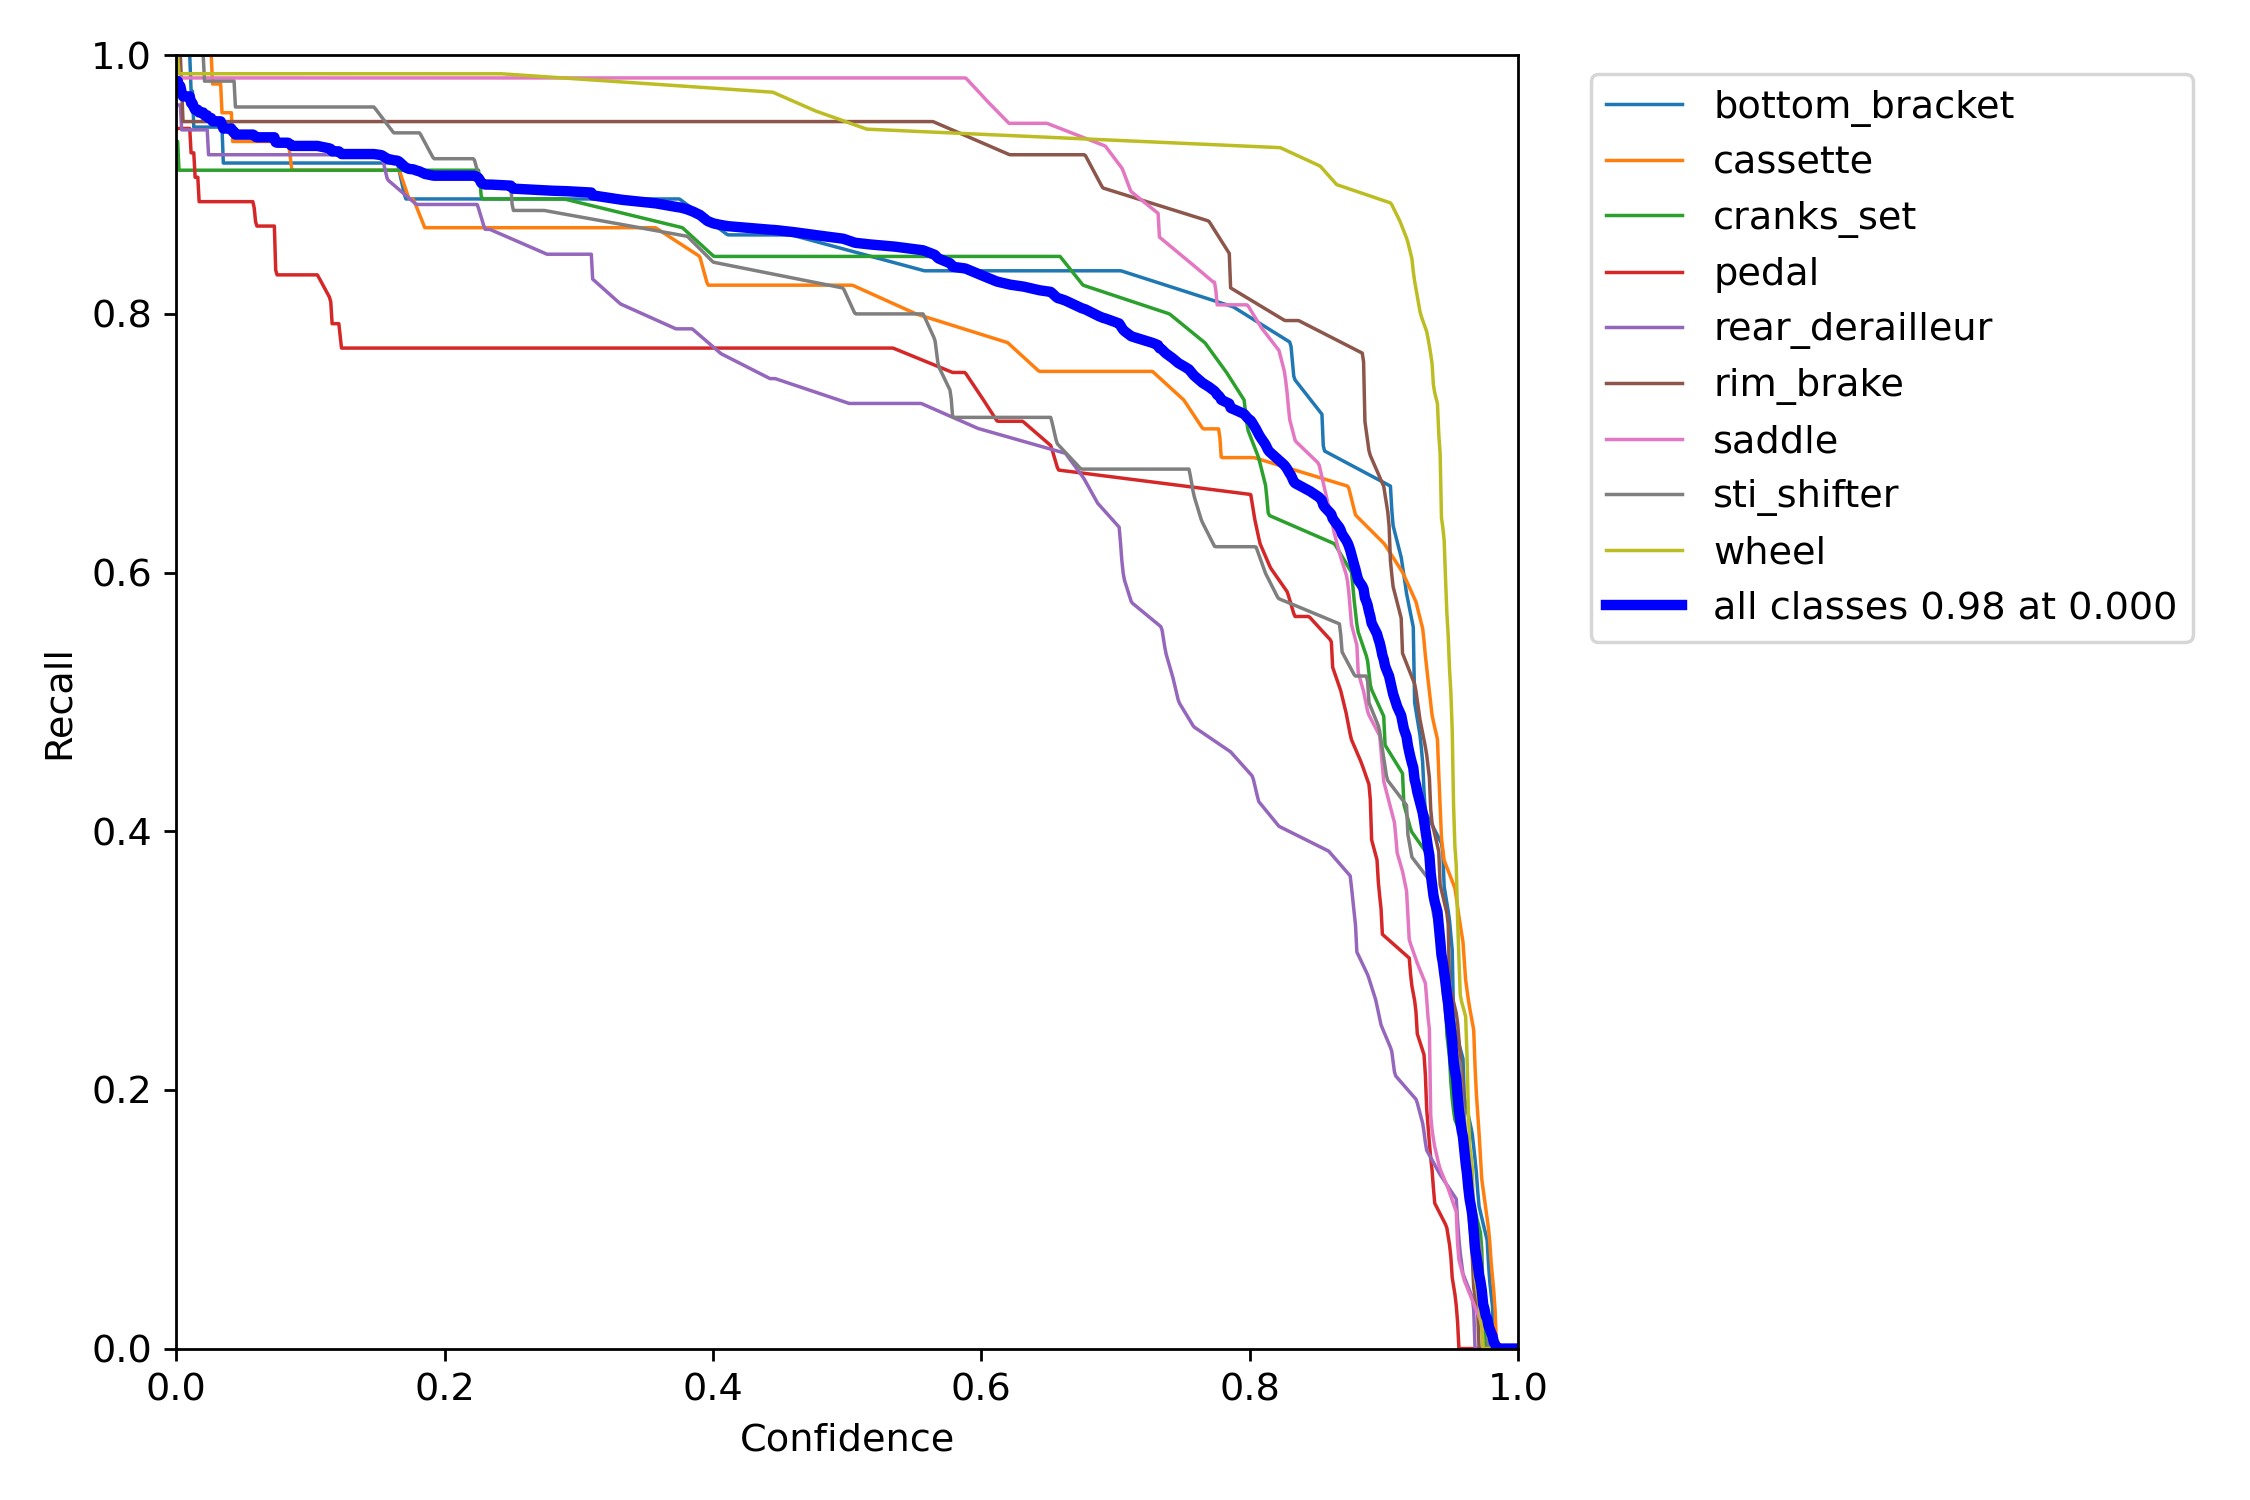 1.0
0.8
0.6
0.4
0.2
0.0
Recall
0.0 0.2 0.4 0.6 0.8 1.0
Confidence
bottom_bracket
cassette
cranks_set
pedal
rear_derailleur
rim_brake
saddle
sti_shifter
wheel
all classes 0.98 at 0.000